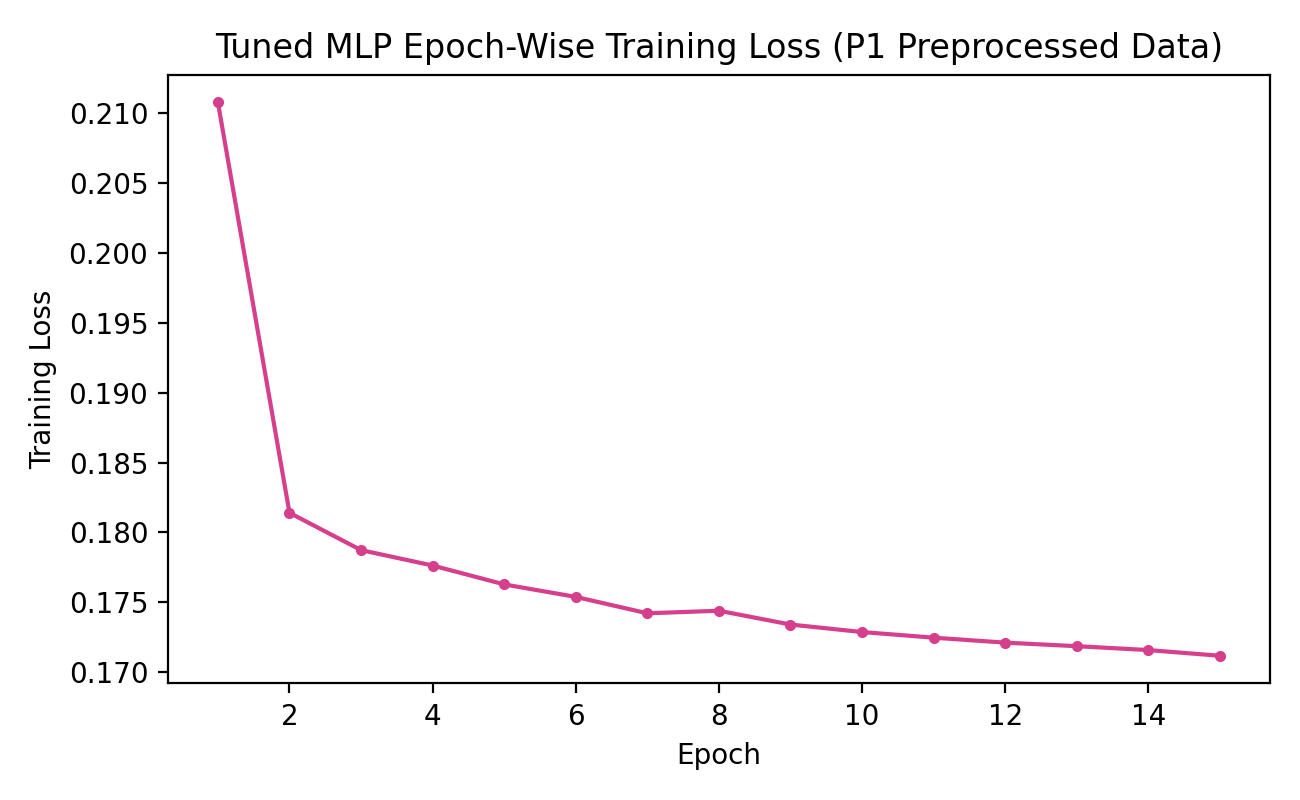 Tuned MLP Epoch-Wise Training Loss (P1 Preprocessed Data)
0.210
0.205
0.200
0.195
0.190
0.185
0.180
0.175
0.170
Training Loss
2 4 6 8 10 12 14
Epoch